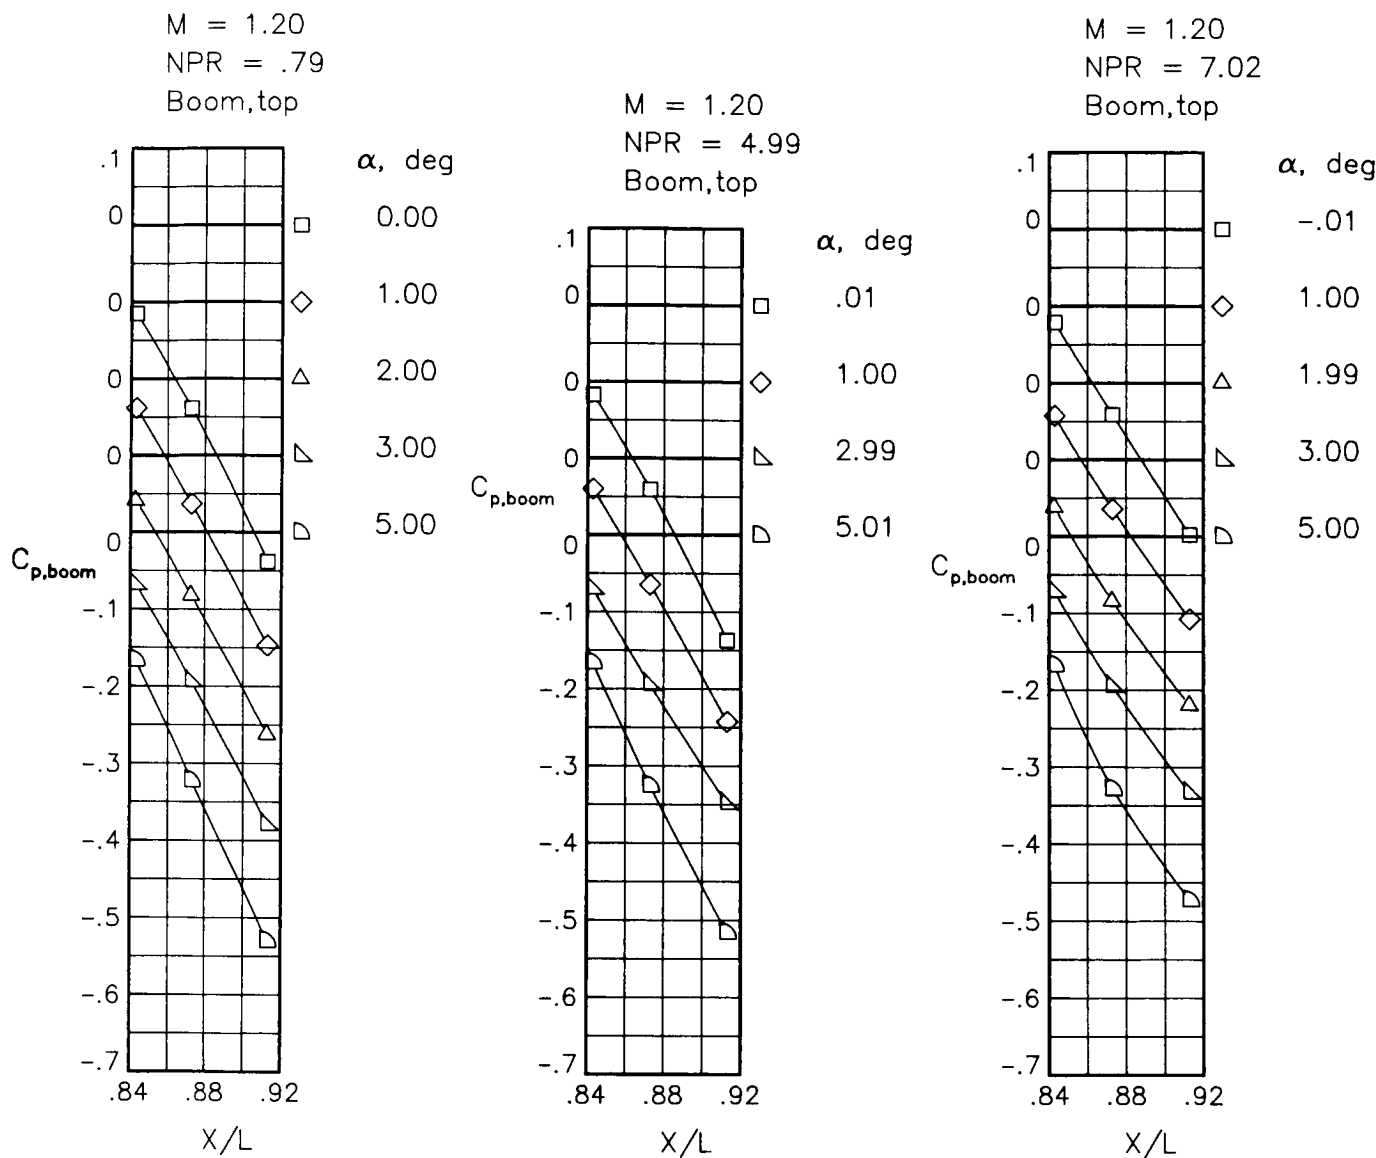 M = 1.20
NPR = .79
Boom,top
.1
0
0
0
0
0
-.1
-.2
-.3
-.4
-.5
-.6
-.7
C p,boom
.84 .88 .92
X/L
α, deg
0.00
1.00
2.00
3.00
5.00
M = 1.20
NPR = 4.99
Boom,top
.1
0
0
0
0
-.1
-.2
-.3
-.4
-.5
-.6
-.7
C p,boom
.84 .88 .92
X/L
α, deg
.01
1.00
2.99
5.01
M = 1.20
NPR = 7.02
Boom,top
.1
0
0
0
0
0
-.1
-.2
-.3
-.4
-.5
-.6
-.7
C p,boom
.84 .88 .92
X/L
α, deg
-.01
1.00
1.99
3.00
5.00